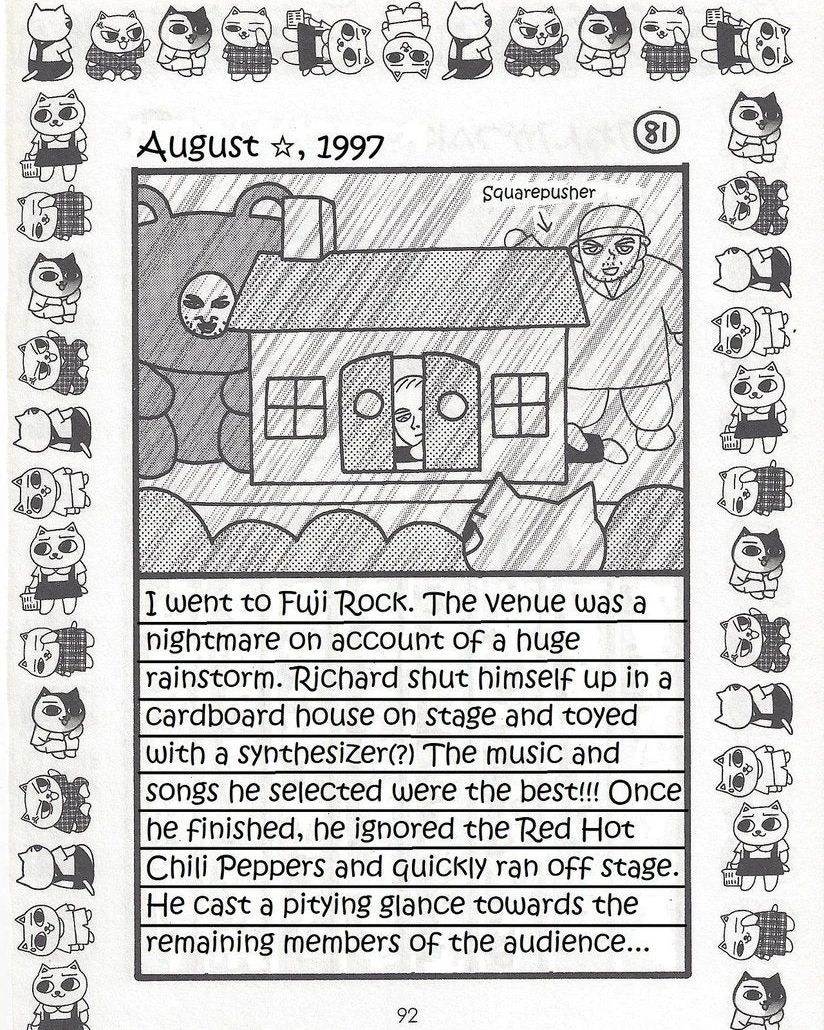 August ☆, 1997
81
Squarepusher
I went to Fuji Rock. The venue was a
nightmare on account of a huge
rainstorm. Richard shut himself up in a
cardboard house on stage and toyed
with a synthesizer(?) The music and
songs he selected were the best!!! Once
he finished, he ignored the Red Hot
Chili Peppers and quickly ran off stage.
He cast a pitying glance towards the
remaining members of the audience...
92